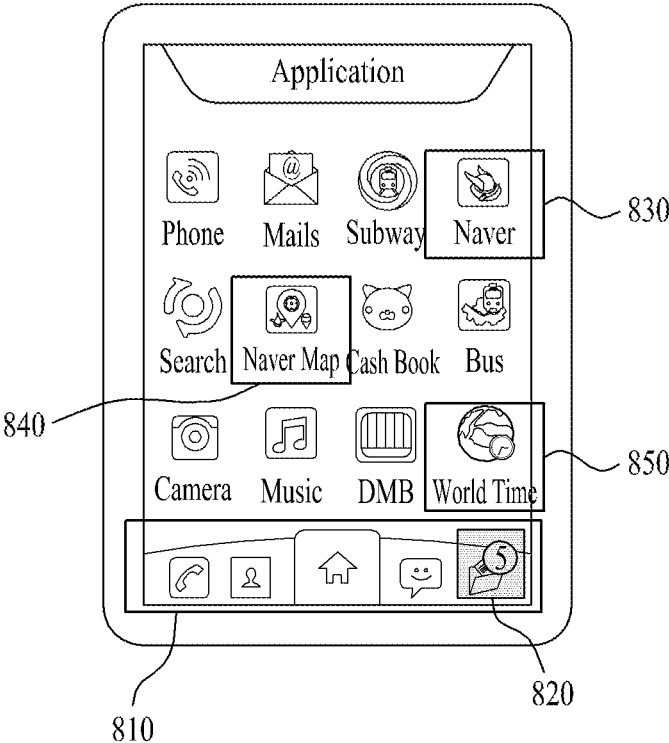 Application
@
Phone Mails Subway Naver
830
Search Naver Map Cash Book Bus
840
Camera Music DMB World Time
850
5
820
810